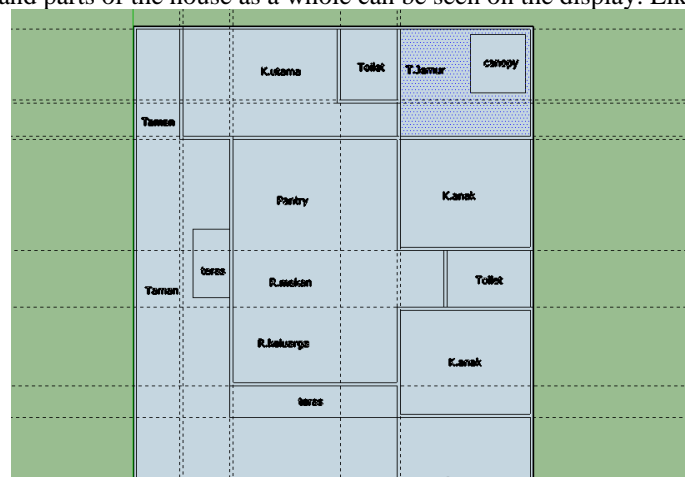 and parts of the house as a whole can be seen on the display. Lik
K.utama
Toilet
T.Jemur
canopy
Taman
Pantry
K.anak
teras
Taman
R.makan
Toilet
R.keluarga
K.anak
teras